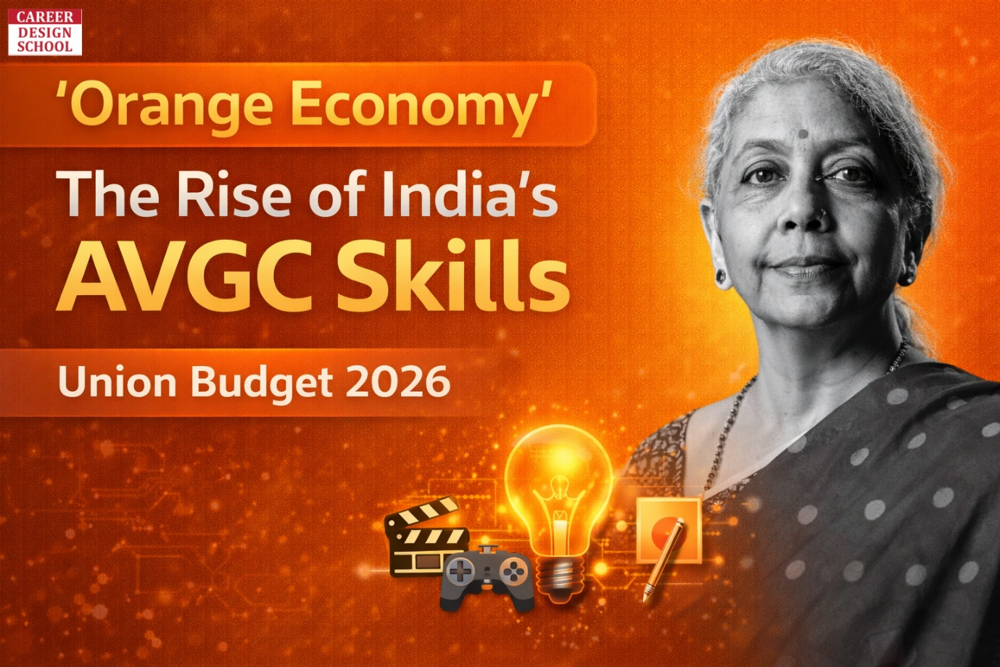 CAREER
DESIGN
SCHOOL
‘Orange Economy’
The Rise of India’s
AVGC Skills
Union Budget 2026